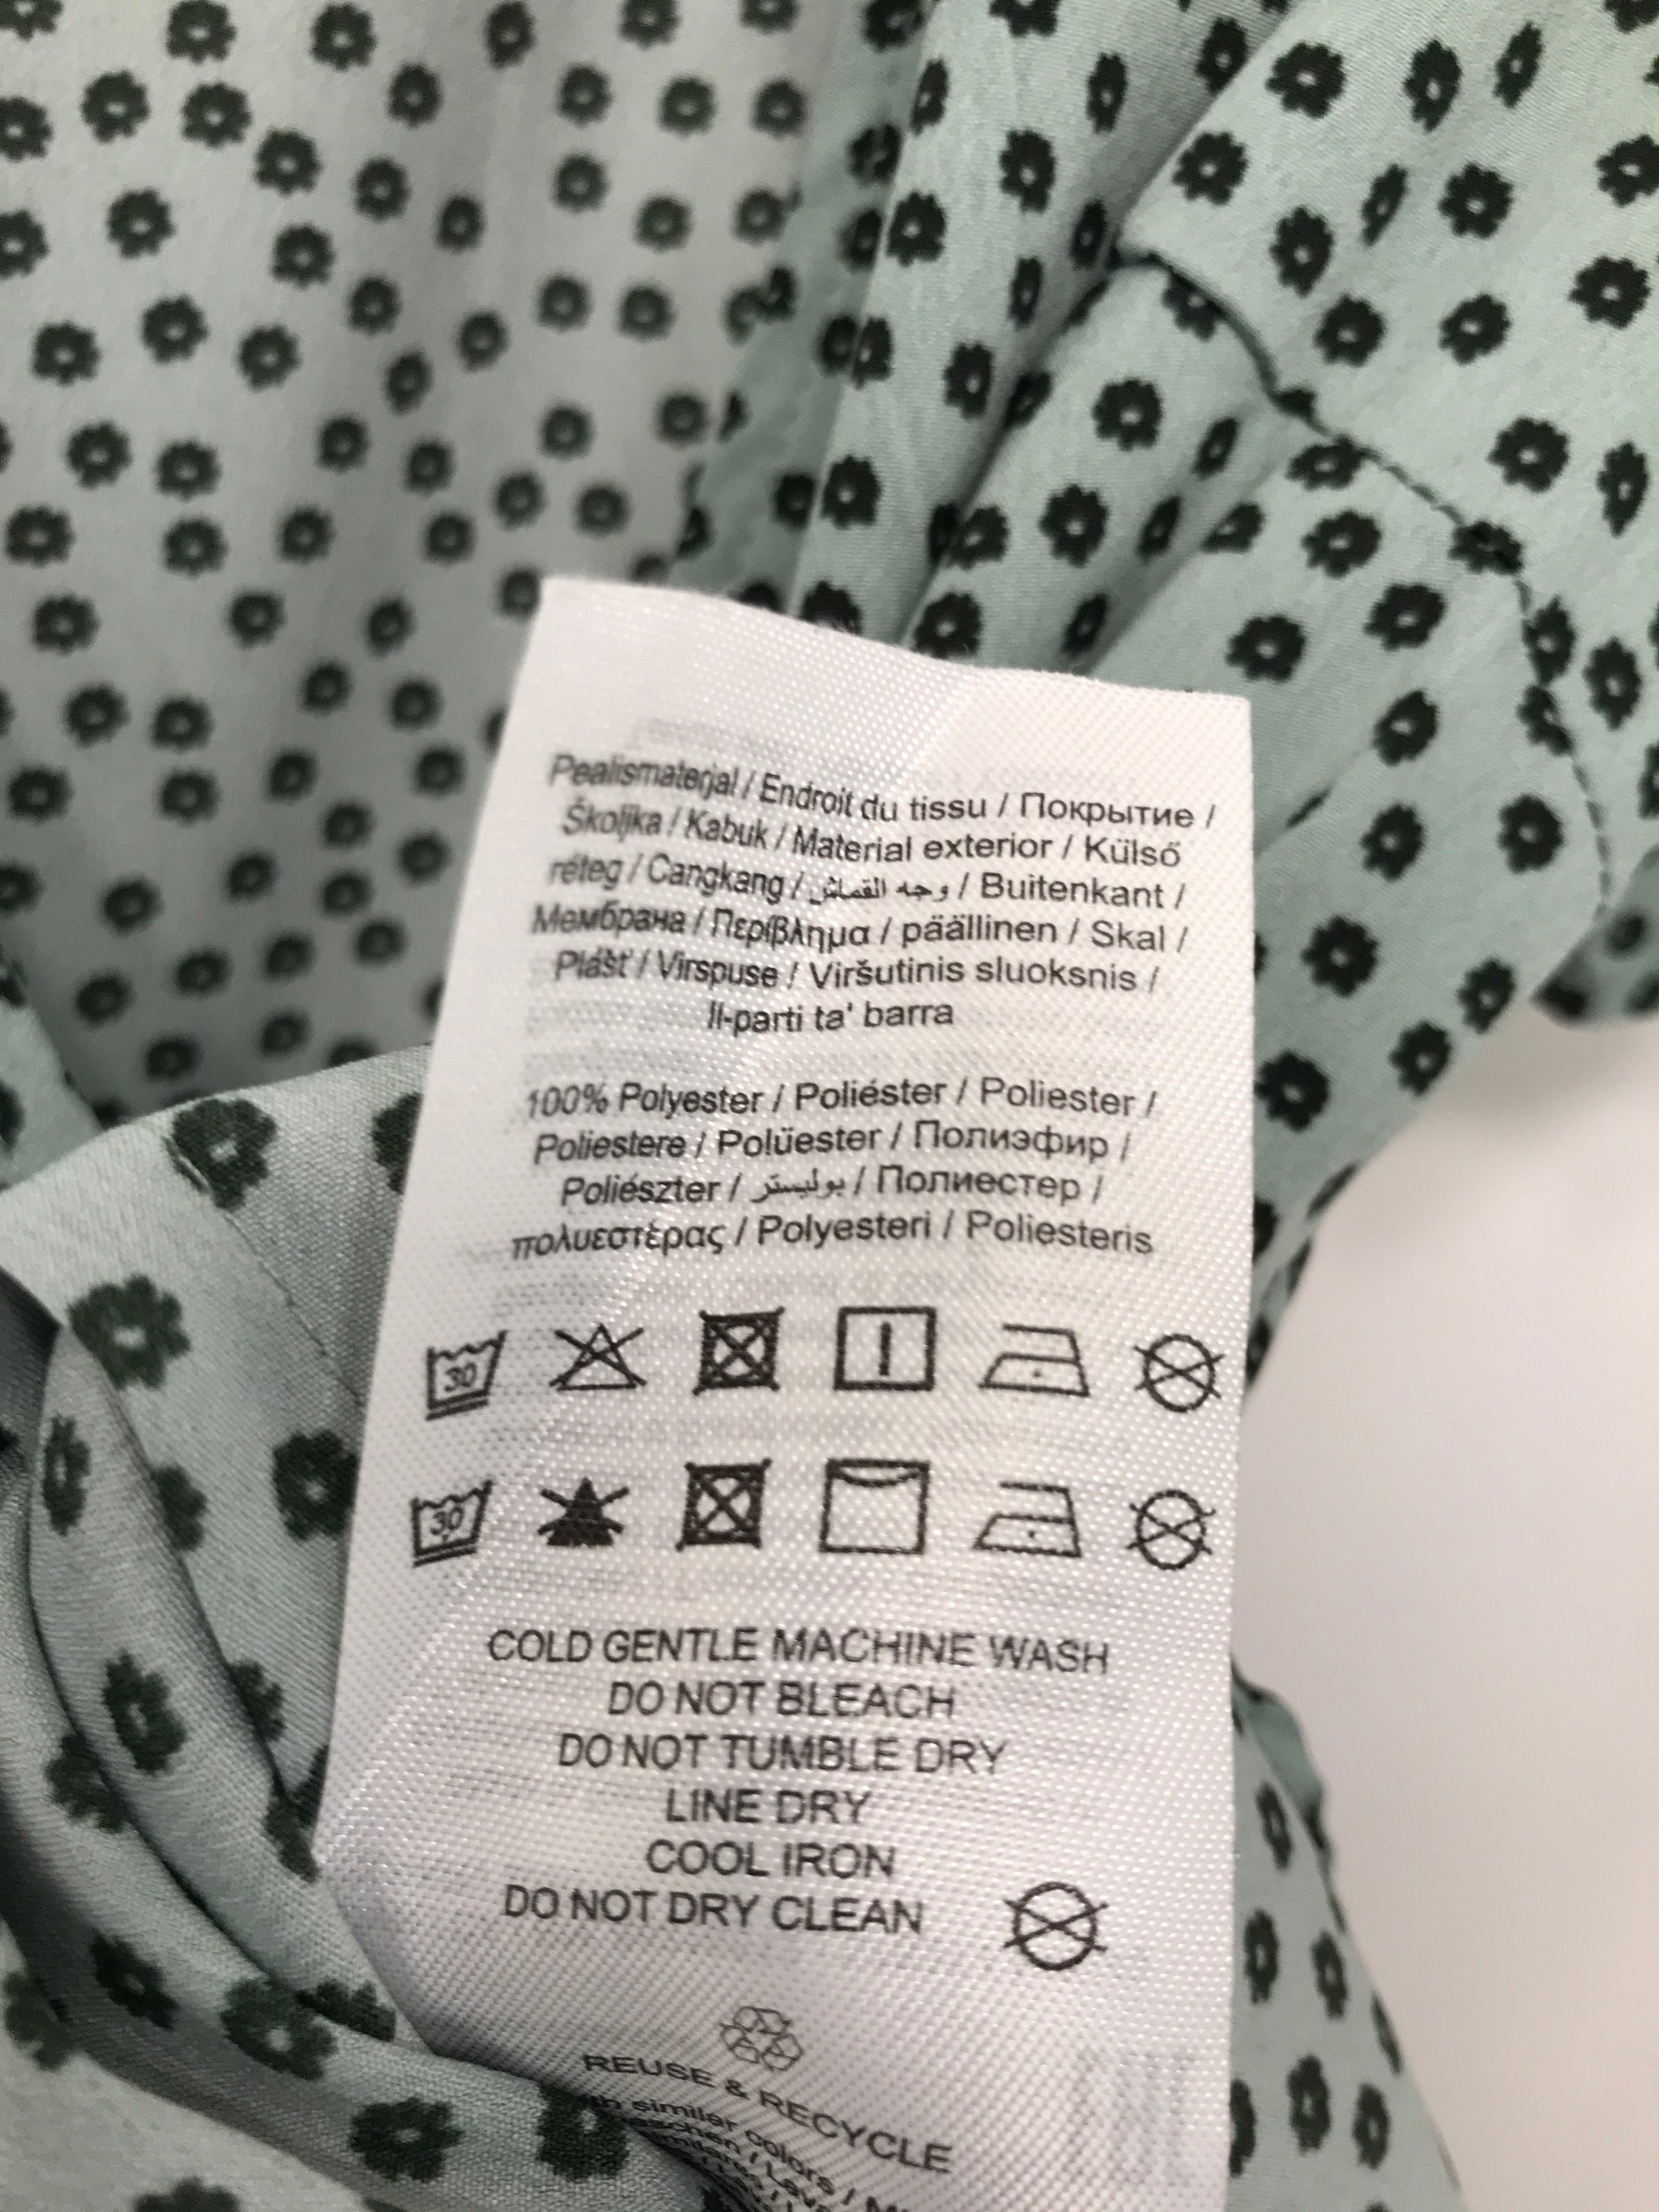 Pealismaterjal / Endroit du tissu / Покрытие /
Školjka / Kabuk / Material exterior / Külső
réteg / Cangkang / وجه القماش / Buitenkant /
Мембрана / Περίβλημα / päällinen / Skal /
Plášť / Virspuse / Viršutinis sluoksnis /
Il-parti ta' barra
100% Polyester / Poliéster / Poliester /
Poliestere / Polüester / Полиэфир /
Poliészter / بوليستر / Полиестер /
πολυεστέρας / Polyesteri / Poliesteris
30
30
COLD GENTLE MACHINE WASH
DO NOT BLEACH
DO NOT TUMBLE DRY
LINE DRY
COOL IRON
DO NOT DRY CLEAN
REUSE & RECYCLE
similar colors /